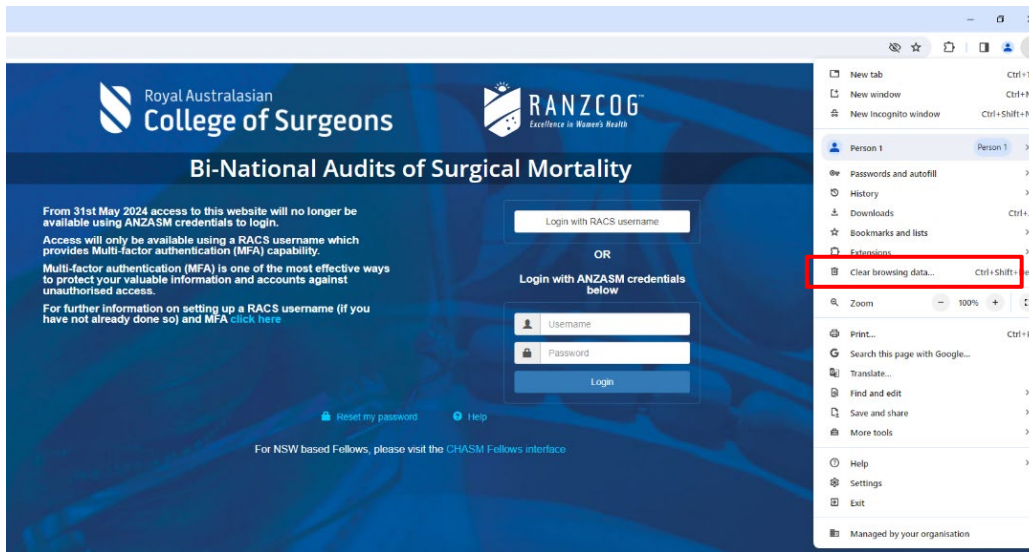 Royal Australasian
College of Surgeons
RANZCOG
Excellence in Women's Health
Bi-National Audits of Surgical Mortality
From 31st May 2024 access to this website will no longer be
available using ANZASM credentials to login.
Access will only be available using a RACS username which
provides Multi-factor authentication (MFA) capability.
Multi-factor authentication (MFA) is one of the most effective ways
to protect your valuable information and accounts against
unauthorised access.
For further information on setting up a RACS username (if you
have not already done so) and MFA click here
Login with RACS username
OR
Login with ANZASM credentials
below
Username
Password
Login
Reset my password
Help
For NSW based Fellows, please visit the CHASM Fellows interface
New tab Ctrl+T
New window Ctrl+N
New Incognito window Ctrl+Shift+N
Person 1 Person 1
Passwords and autofill
History
Downloads Ctrl+
Bookmarks and lists
Extensions
Clear browsing data... Ctrl+Shift+De
Zoom − 100% +
Print... Ctrl+
Search this page with Google...
Translate...
Find and edit
Save and share
More tools
Help
Settings
Exit
Managed by your organisation